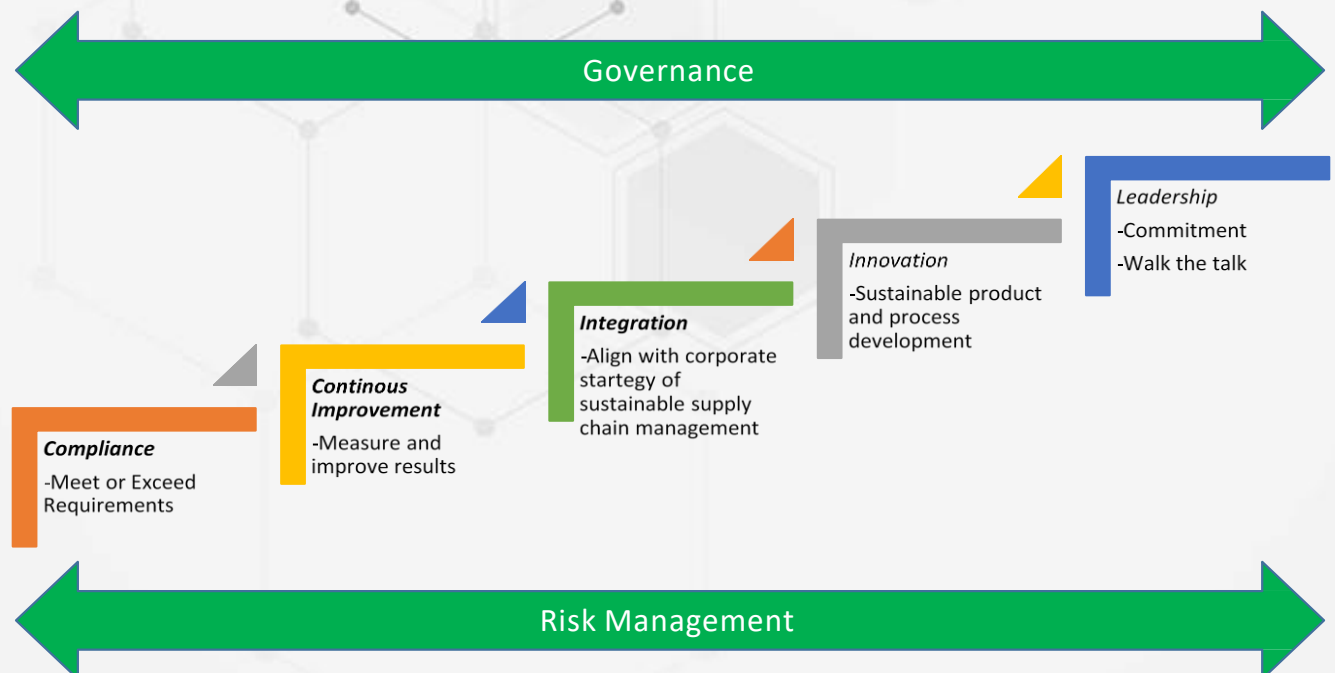 Governance
Leadership
-Commitment
-Walk the talk
Innovation
-Sustainable product
and process
development
Integration
-Align with corporate
startegy of
sustainable supply
chain management
Continous
Improvement
-Measure and
improve results
Compliance
-Meet or Exceed
Requirements
Risk Management